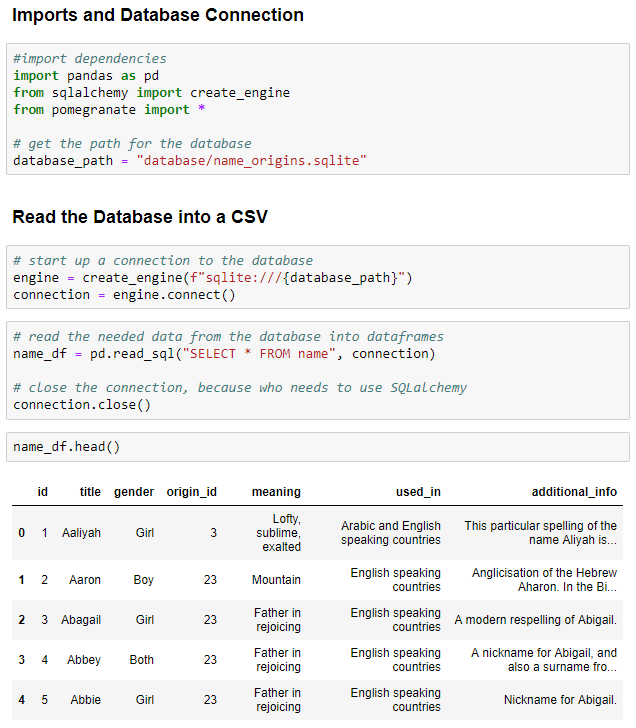 Imports and Database Connection
#import dependencies
import pandas as pd
from sqlalchemy import create_engine
from pomegranate import *
# get the path for the database
database_path = "database/name_origins.sqlite"
Read the Database into a CSV
# start up a connection to the database
engine = create_engine(f"sqlite:///{database_path}")
connection = engine.connect()
# read the needed data from the database into dataframes
name_df = pd.read_sql("SELECT * FROM name", connection)
# close the connection, because who needs to use SQLalchemy
connection.close()
name_df.head()
id title gender origin_id meaning used_in additional_info
0 1 Aaliyah Girl 3 Lofty, sublime, exalted Arabic and English speaking countries This particular spelling of the name Aliyah is...
1 2 Aaron Boy 23 Mountain English speaking countries Anglicisation of the Hebrew Aharon. In the Bi...
2 3 Abagail Girl 23 Father in rejoicing English speaking countries A modern respelling of Abigail.
3 4 Abbey Both 23 Father in rejoicing English speaking countries A nickname for Abigail, and also a surname fro...
4 5 Abbie Girl 23 Father in rejoicing English speaking countries Nickname for Abigail.